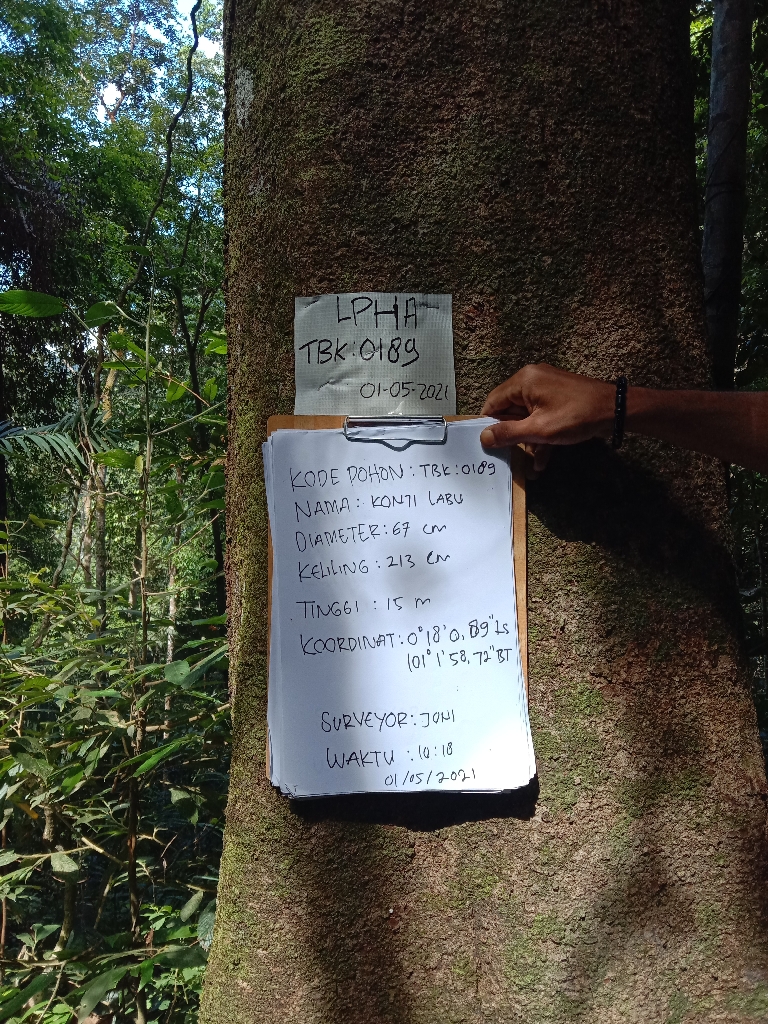 LPHA
TBK:0189
01-05-2021
KODE POHON: TBK:0189
NAMA: KONTI LABU
DIAMETER: 67 cm
KELILING: 213 cm
TINGGI : 15 m
KOORDINAT: 0° 18' 0,89" LS
101° 1' 58,72" BT
SURVEYOR: JONI
WAKTU : 10:18
01/05/2021